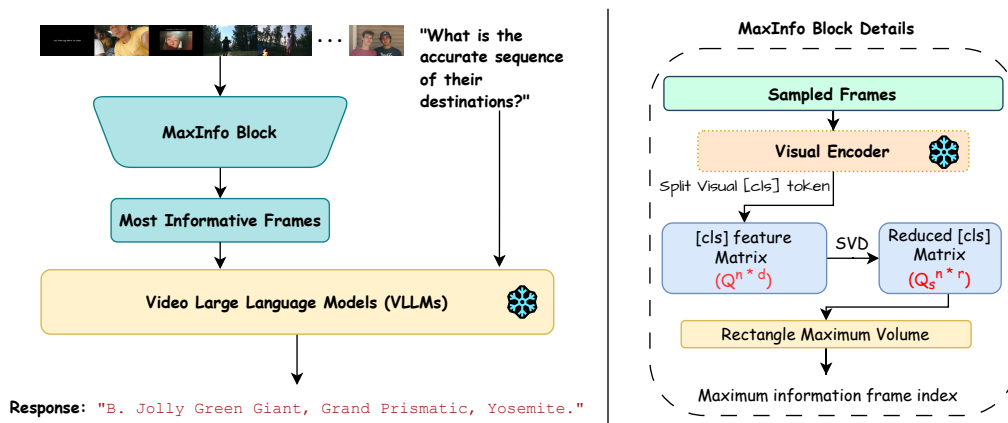 "What is the
accurate sequence
of their
destinations?"
MaxInfo Block
Most Informative Frames
Video Large Language Models (VLLMs)
Response: "B. Jolly Green Giant, Grand Prismatic, Yosemite."
MaxInfo Block Details
Sampled Frames
Visual Encoder
Split Visual [cls] token
[cls] feature
Matrix
(Q^{n * d})
SVD
Reduced [cls]
Matrix
(Q_s^{n * r})
Rectangle Maximum Volume
Maximum information frame index